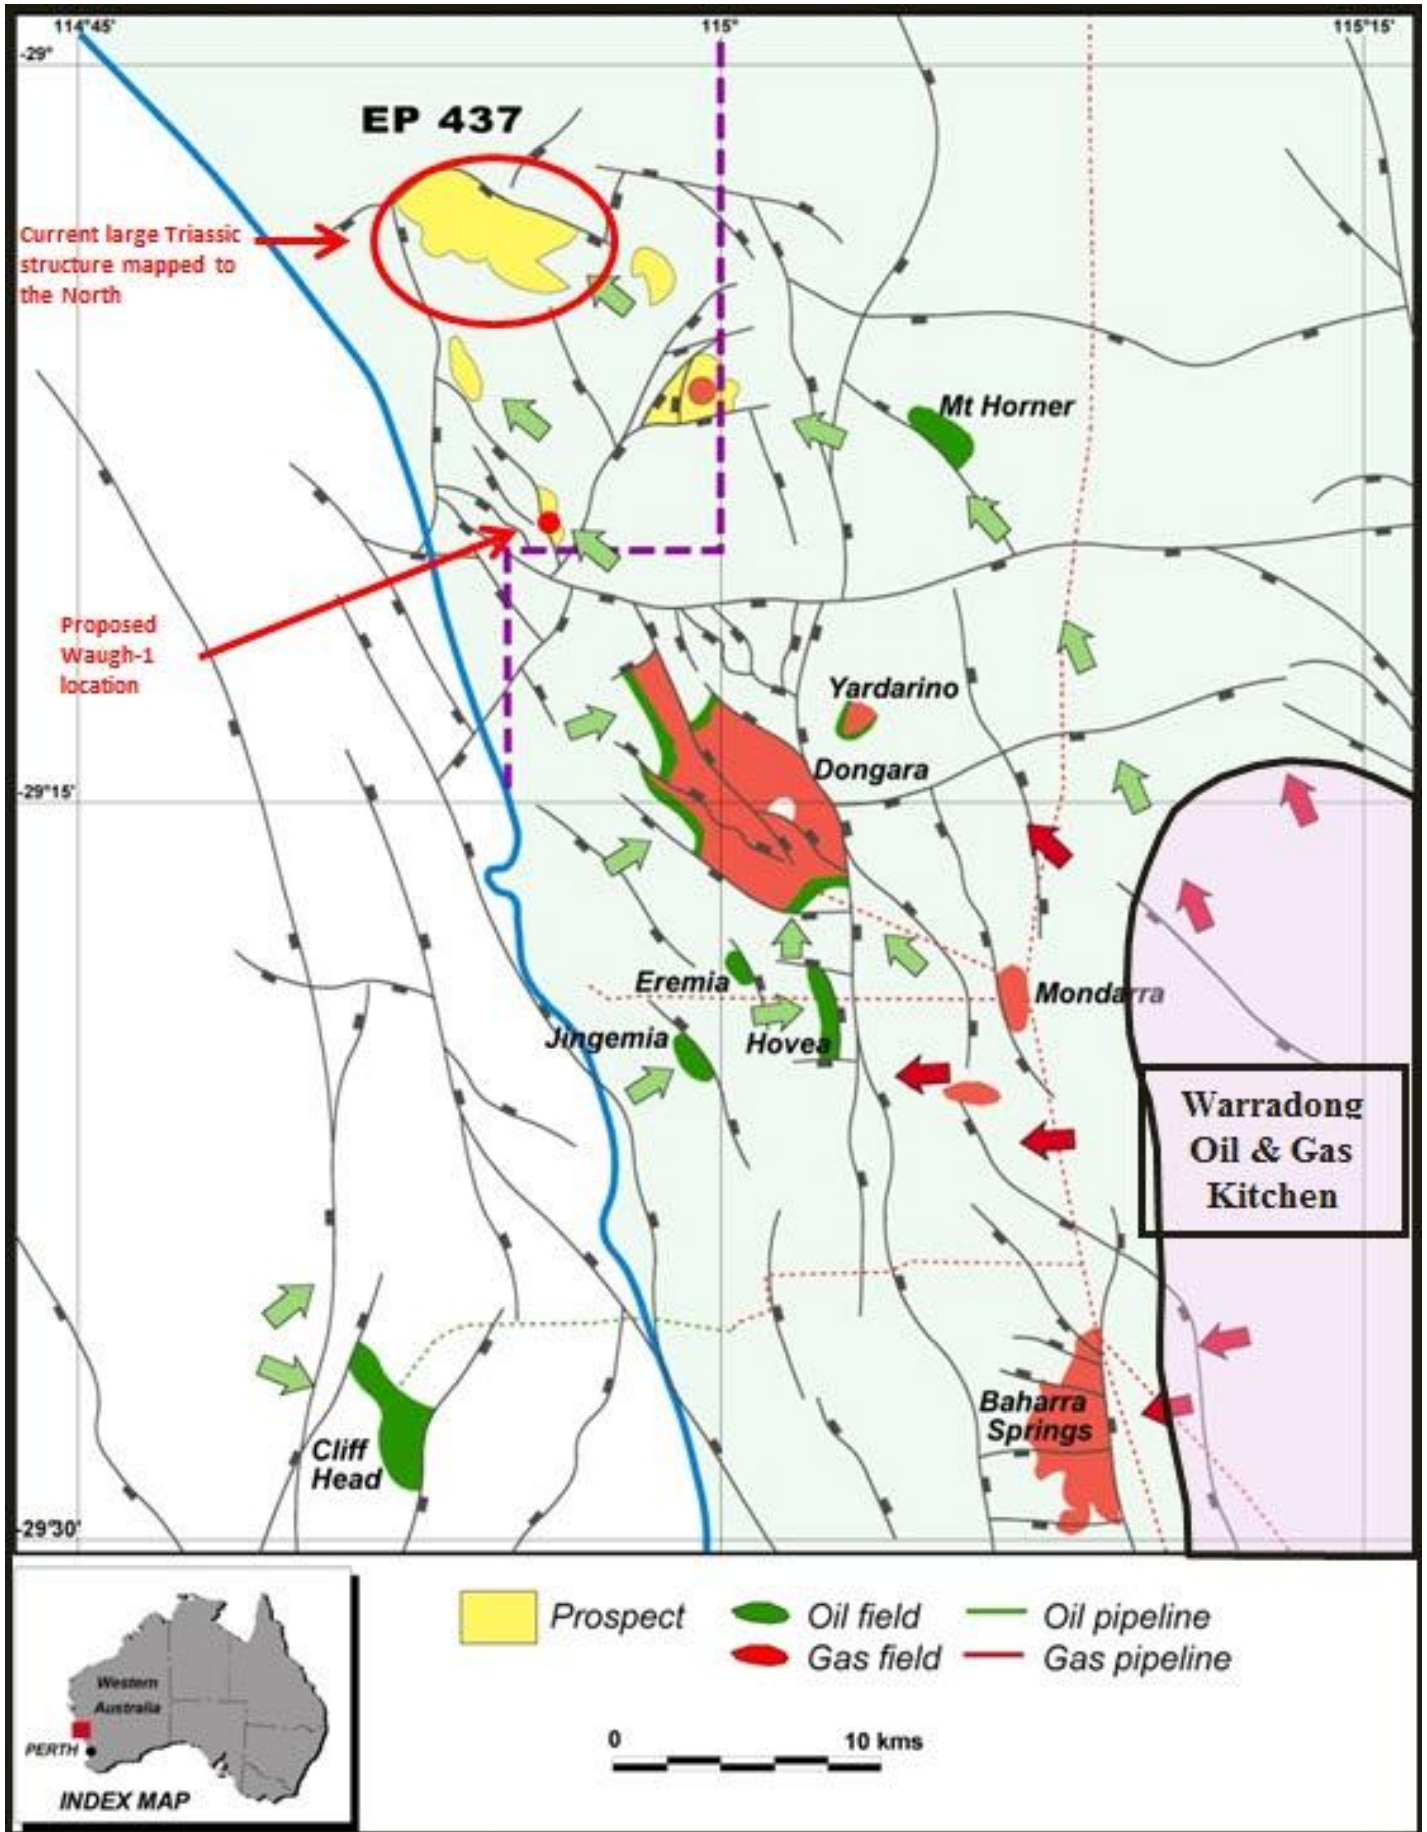 114°45'
115°
115°15'
-29°
EP 437
Current large Triassic
structure mapped to
the North
Mt Horner
Proposed
Waugh-1
location
Yardarino
Dongara
-29°15'
Eremia
Mondarra
Jingemia
Hovea
Warradong
Oil & Gas
Kitchen
Baharra
Springs
Cliff
Head
-29°30'
Prospect
Oil field
Oil pipeline
Gas field
Gas pipeline
Western
Australia
PERTH
INDEX MAP
0
10 kms